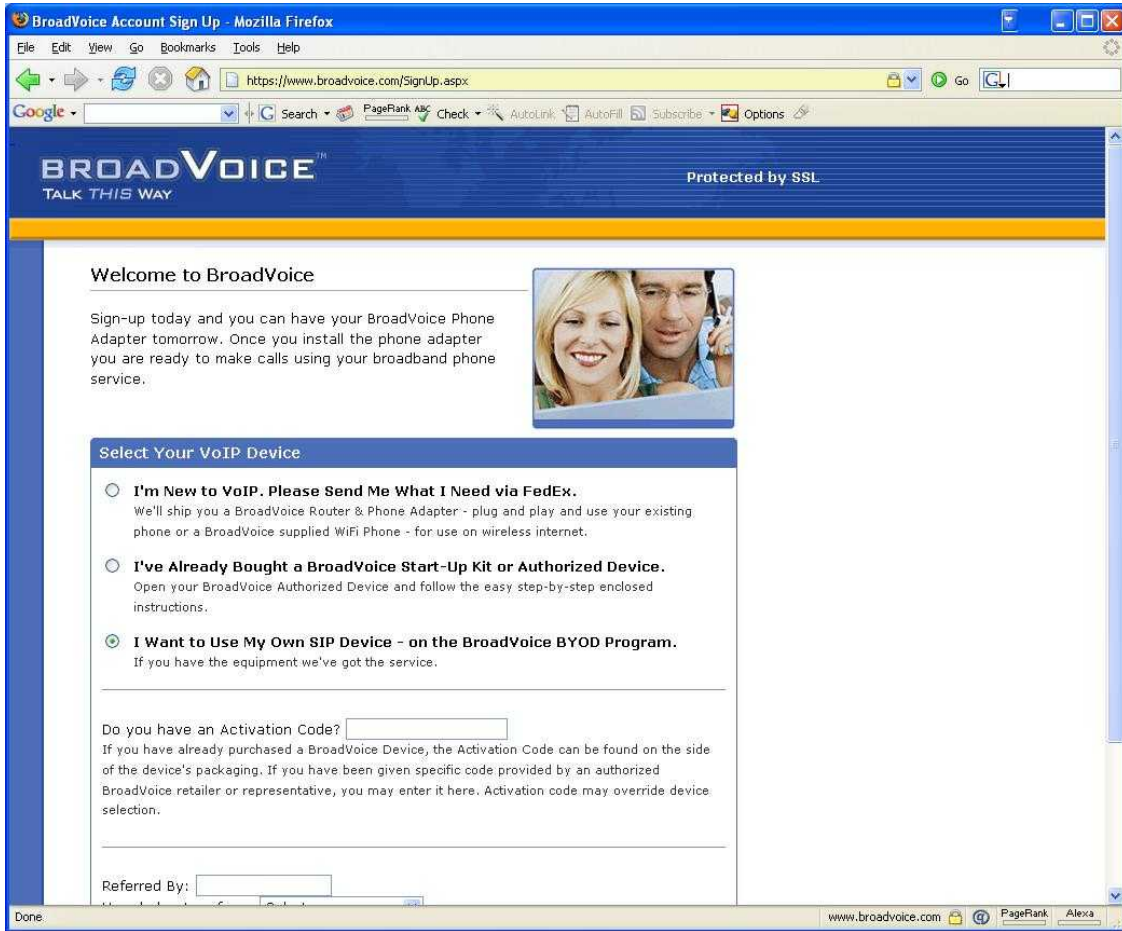 BroadVoice Account Sign Up - Mozilla Firefox
File Edit View Go Bookmarks Tools Help
https://www.broadvoice.com/SignUp.aspx Go G
Google Search PageRank ABC Check AutoLink AutoFill Subscribe Options
BROADVOICE™ 
TALK THIS WAY
Protected by SSL
Welcome to BroadVoice
Sign-up today and you can have your BroadVoice Phone
Adapter tomorrow. Once you install the phone adapter
you are ready to make calls using your broadband phone
service.
Select Your VoIP Device
I'm New to VoIP. Please Send Me What I Need via FedEx.
We'll ship you a BroadVoice Router & Phone Adapter - plug and play and use your existing
phone or a BroadVoice supplied WiFi Phone - for use on wireless internet.
I've Already Bought a BroadVoice Start-Up Kit or Authorized Device.
Open your BroadVoice Authorized Device and follow the easy step-by-step enclosed
instructions.
I Want to Use My Own SIP Device - on the BroadVoice BYOD Program.
If you have the equipment we've got the service.
Do you have an Activation Code?
If you have already purchased a BroadVoice Device, the Activation Code can be found on the side
of the device's packaging. If you have been given specific code provided by an authorized
BroadVoice retailer or representative, you may enter it here. Activation code may override device
selection.
Referred By:
Done www.broadvoice.com PageRank Alexa